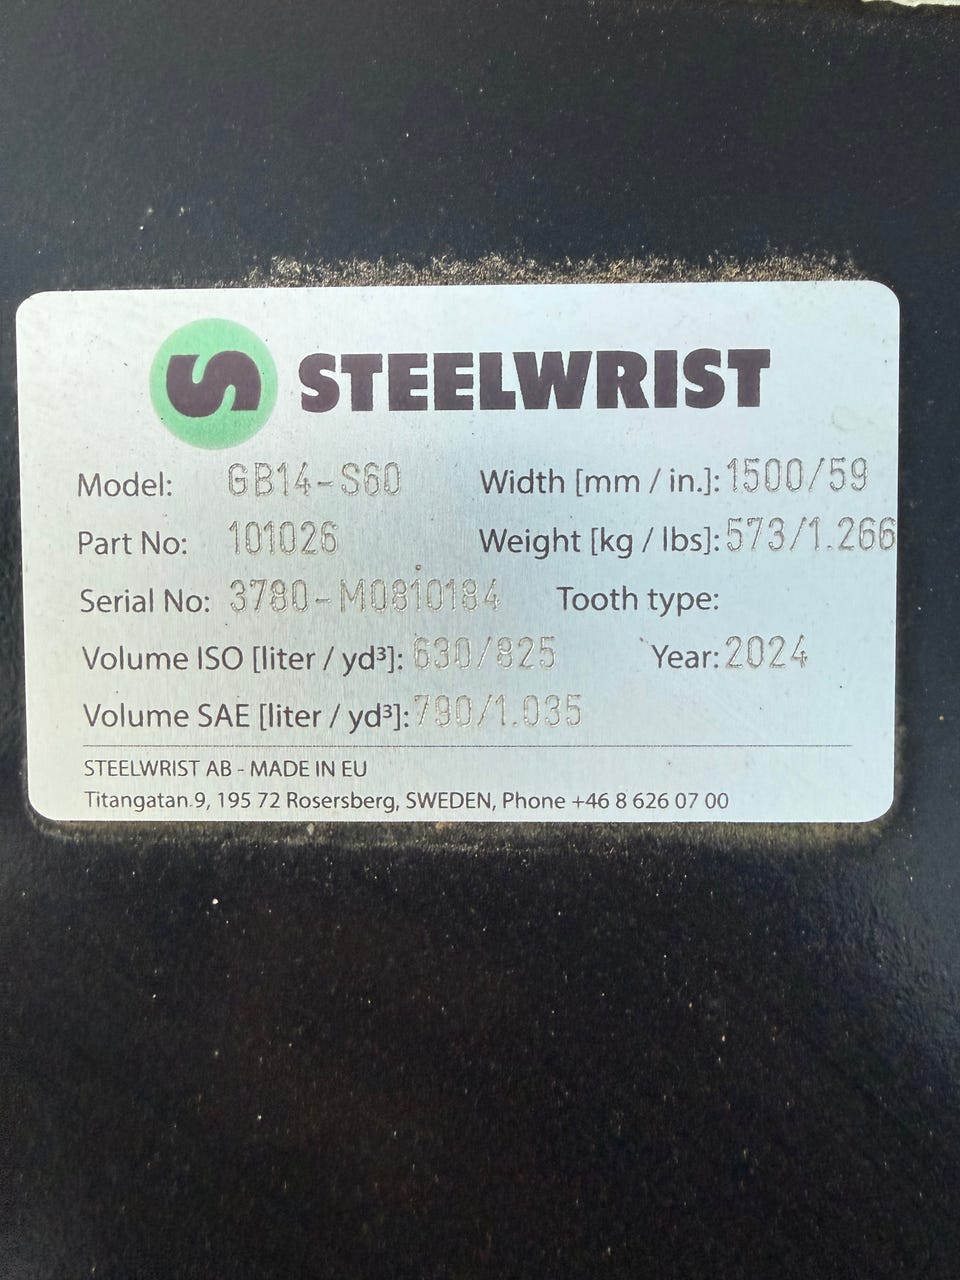 STEELWRIST
Model: GB14-S60 Width [mm / in.]: 1500/59
Part No: 101026 Weight [kg / lbs]: 573/1.266
Serial No: 3780-M0810184 Tooth type:
Volume ISO [liter / yd³]: 630/825 Year: 2024
Volume SAE [liter / yd³]: 790/1.035
STEELWRIST AB - MADE IN EU
Titangatan 9, 195 72 Rosersberg, SWEDEN, Phone +46 8 626 07 00